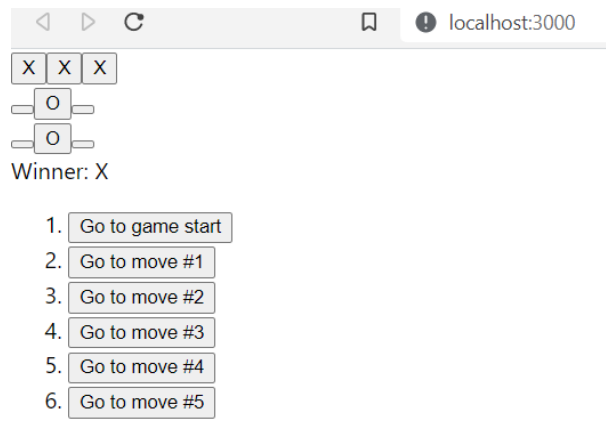 localhost:3000
X X X
O
O
Winner: X
1. Go to game start
2. Go to move #1
3. Go to move #2
4. Go to move #3
5. Go to move #4
6. Go to move #5